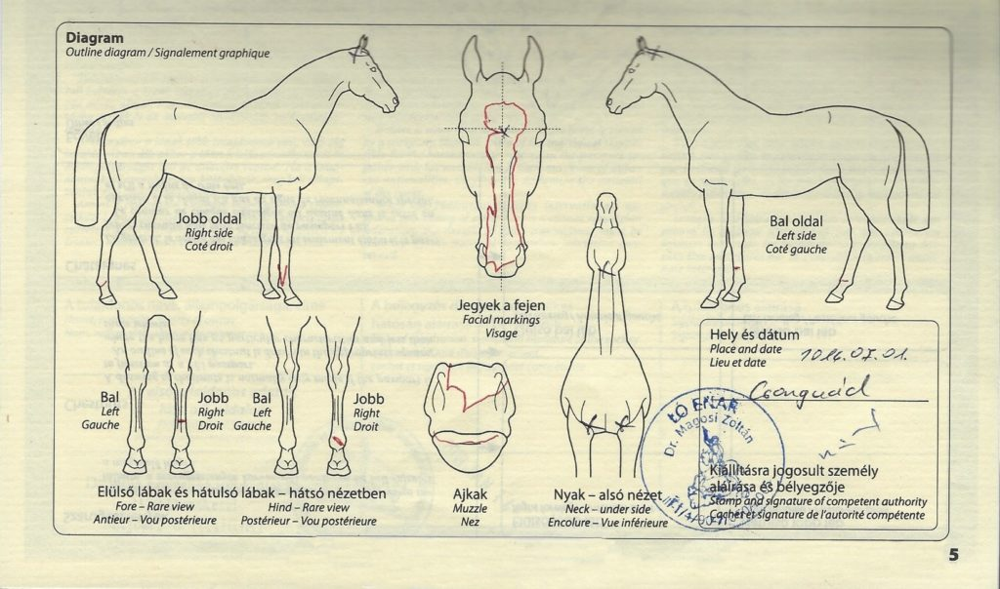 Diagram
Outline diagram / Signalement graphique
Jobb oldal
Right side
Coté droit
Bal oldal
Left side
Coté gauche
Jegyek a fejen
Facial markings
Visage
Hely és dátum
Place and date
Lieu et date
Csongrád
Bal
Left
Gauche
Jobb
Right
Droit
Bal
Left
Gauche
Jobb
Right
Droit
LÓ ENAR
Dr. Magosi Zoltán
Elülső lábak és hátulsó lábak – hátsó nézetben
Fore – Rare view
Antieur – Vou postérieure
Hind – Rare view
Postérieur – Vou postérieure
Ajkak
Muzzle
Nez
Nyak – alsó nézet
Neck – under side
Encolure – Vue inférieure
Kiállításra jogosult személy
aláírása és bélyegzője
Stamp and signature of competent authority
Cachet et signature de l'autorité compétente
5